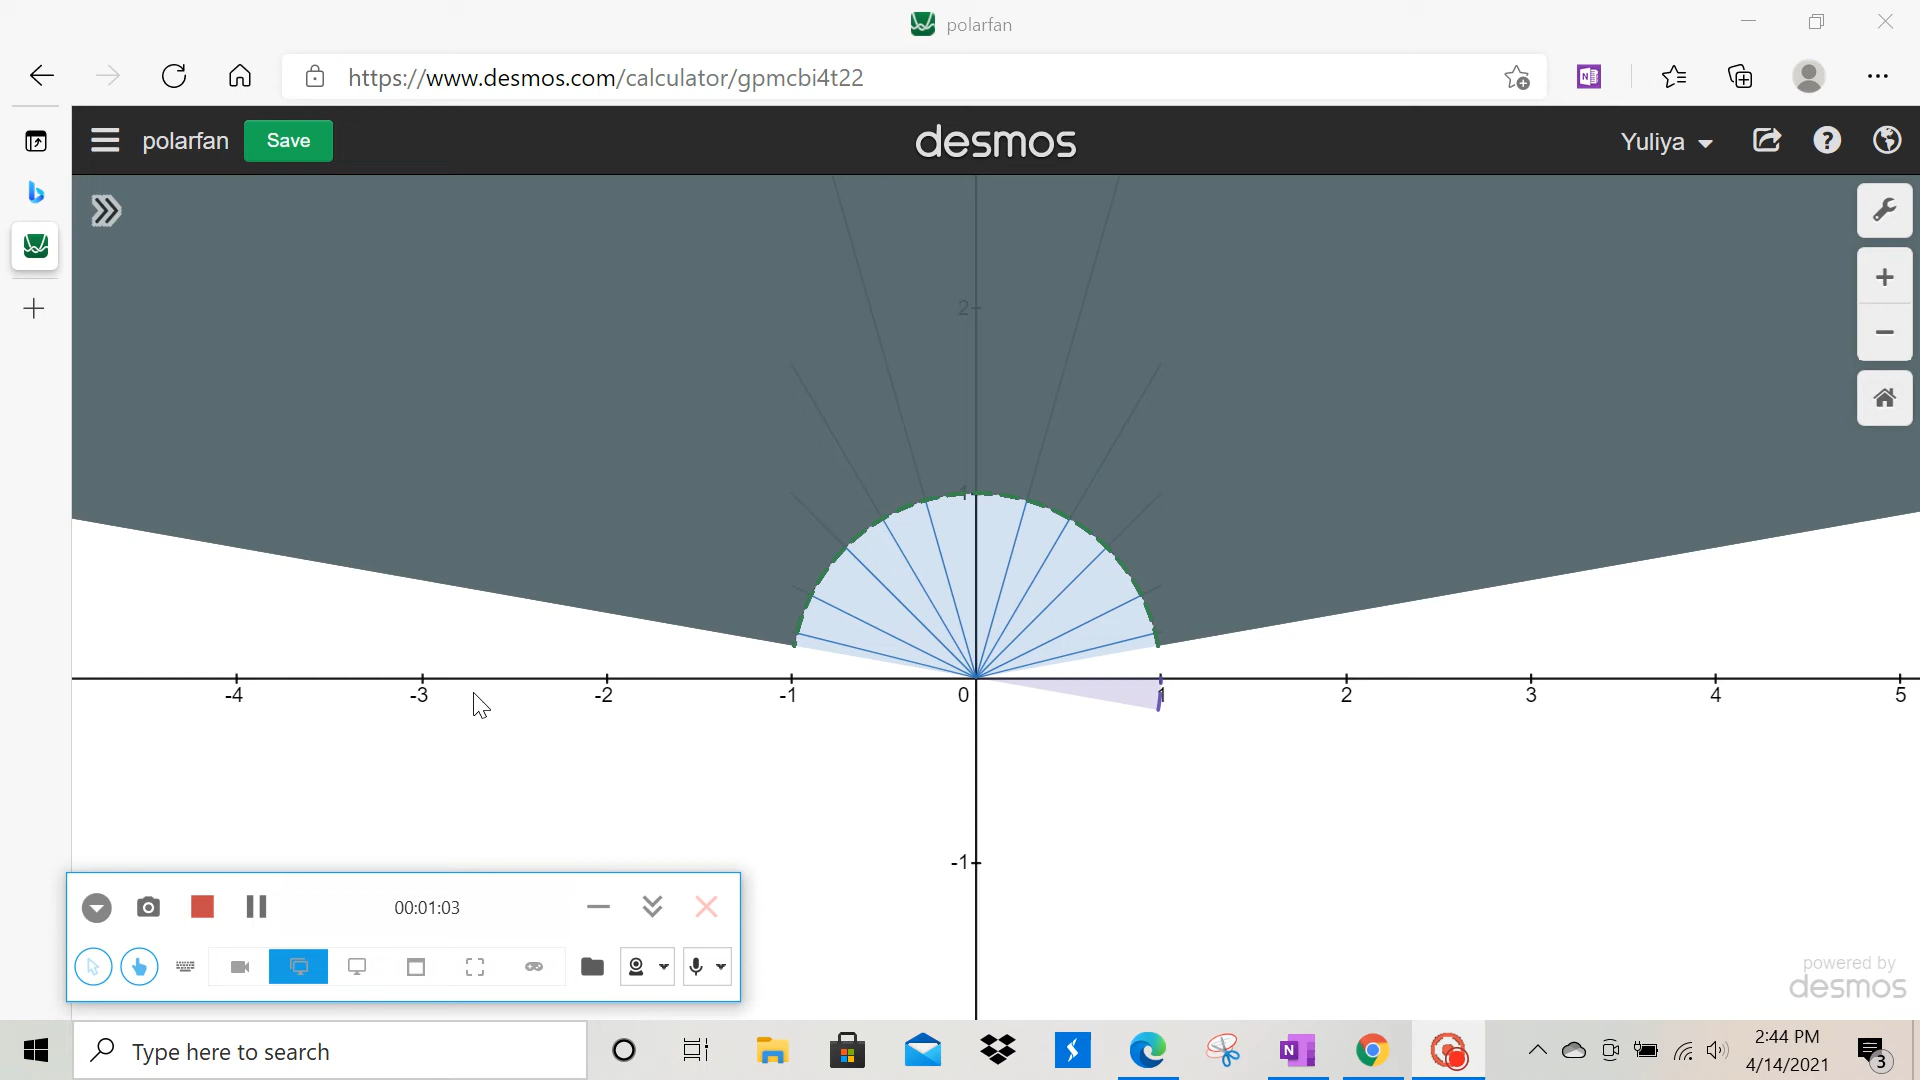 polarfan
https://www.desmos.com/calculator/gpmcbi4t22
polarfan
Save
desmos
Yuliya
2
1
-4
-3
-2
-1
0
1
2
3
4
5
-1
00:01:03
powered by
desmos
Type here to search
2:44 PM
4/14/2021
3